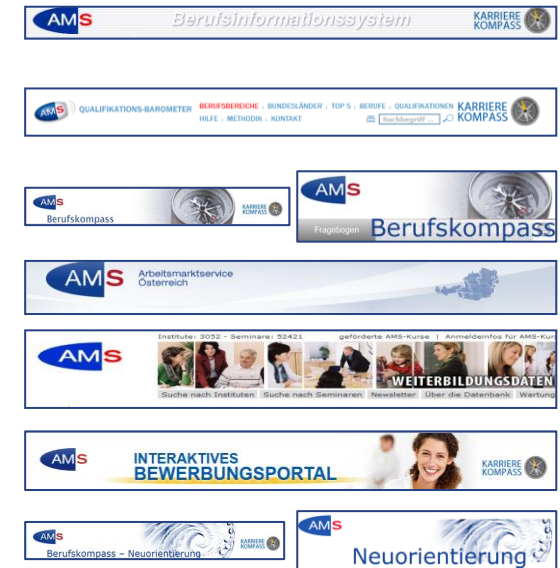 AMS Berufsinformationssystem KARRIERE KOMPASS
AMS QUALIFIKATIONS-BAROMETER BERUFSBEREICHE | BUNDESLÄNDER | TOP 5 | BERUFE | QUALIFIKATIONEN KARRIERE KOMPASS
HILFE | METHODIK | KONTAKT Suchbegriff ...
AMS
Berufskompass
KARRIERE
KOMPASS
AMS
Fragebogen Berufskompass
AMS Arbeitsmarktservice
Österreich
Institute: 3052 - Seminare: 52421 geförderte AMS-Kurse | Anmeldeinfos für AMS-Kur
AMS
WEITERBILDUNGSDATEN
Suche nach Instituten Suche nach Seminaren Newsletter Über die Datenbank Wartung
AMS INTERAKTIVES
BEWERBUNGSPORTAL
KARRIERE
KOMPASS
AMS
Berufskompass – Neuorientierung
KARRIERE
KOMPASS
AMS
Neuorientierung